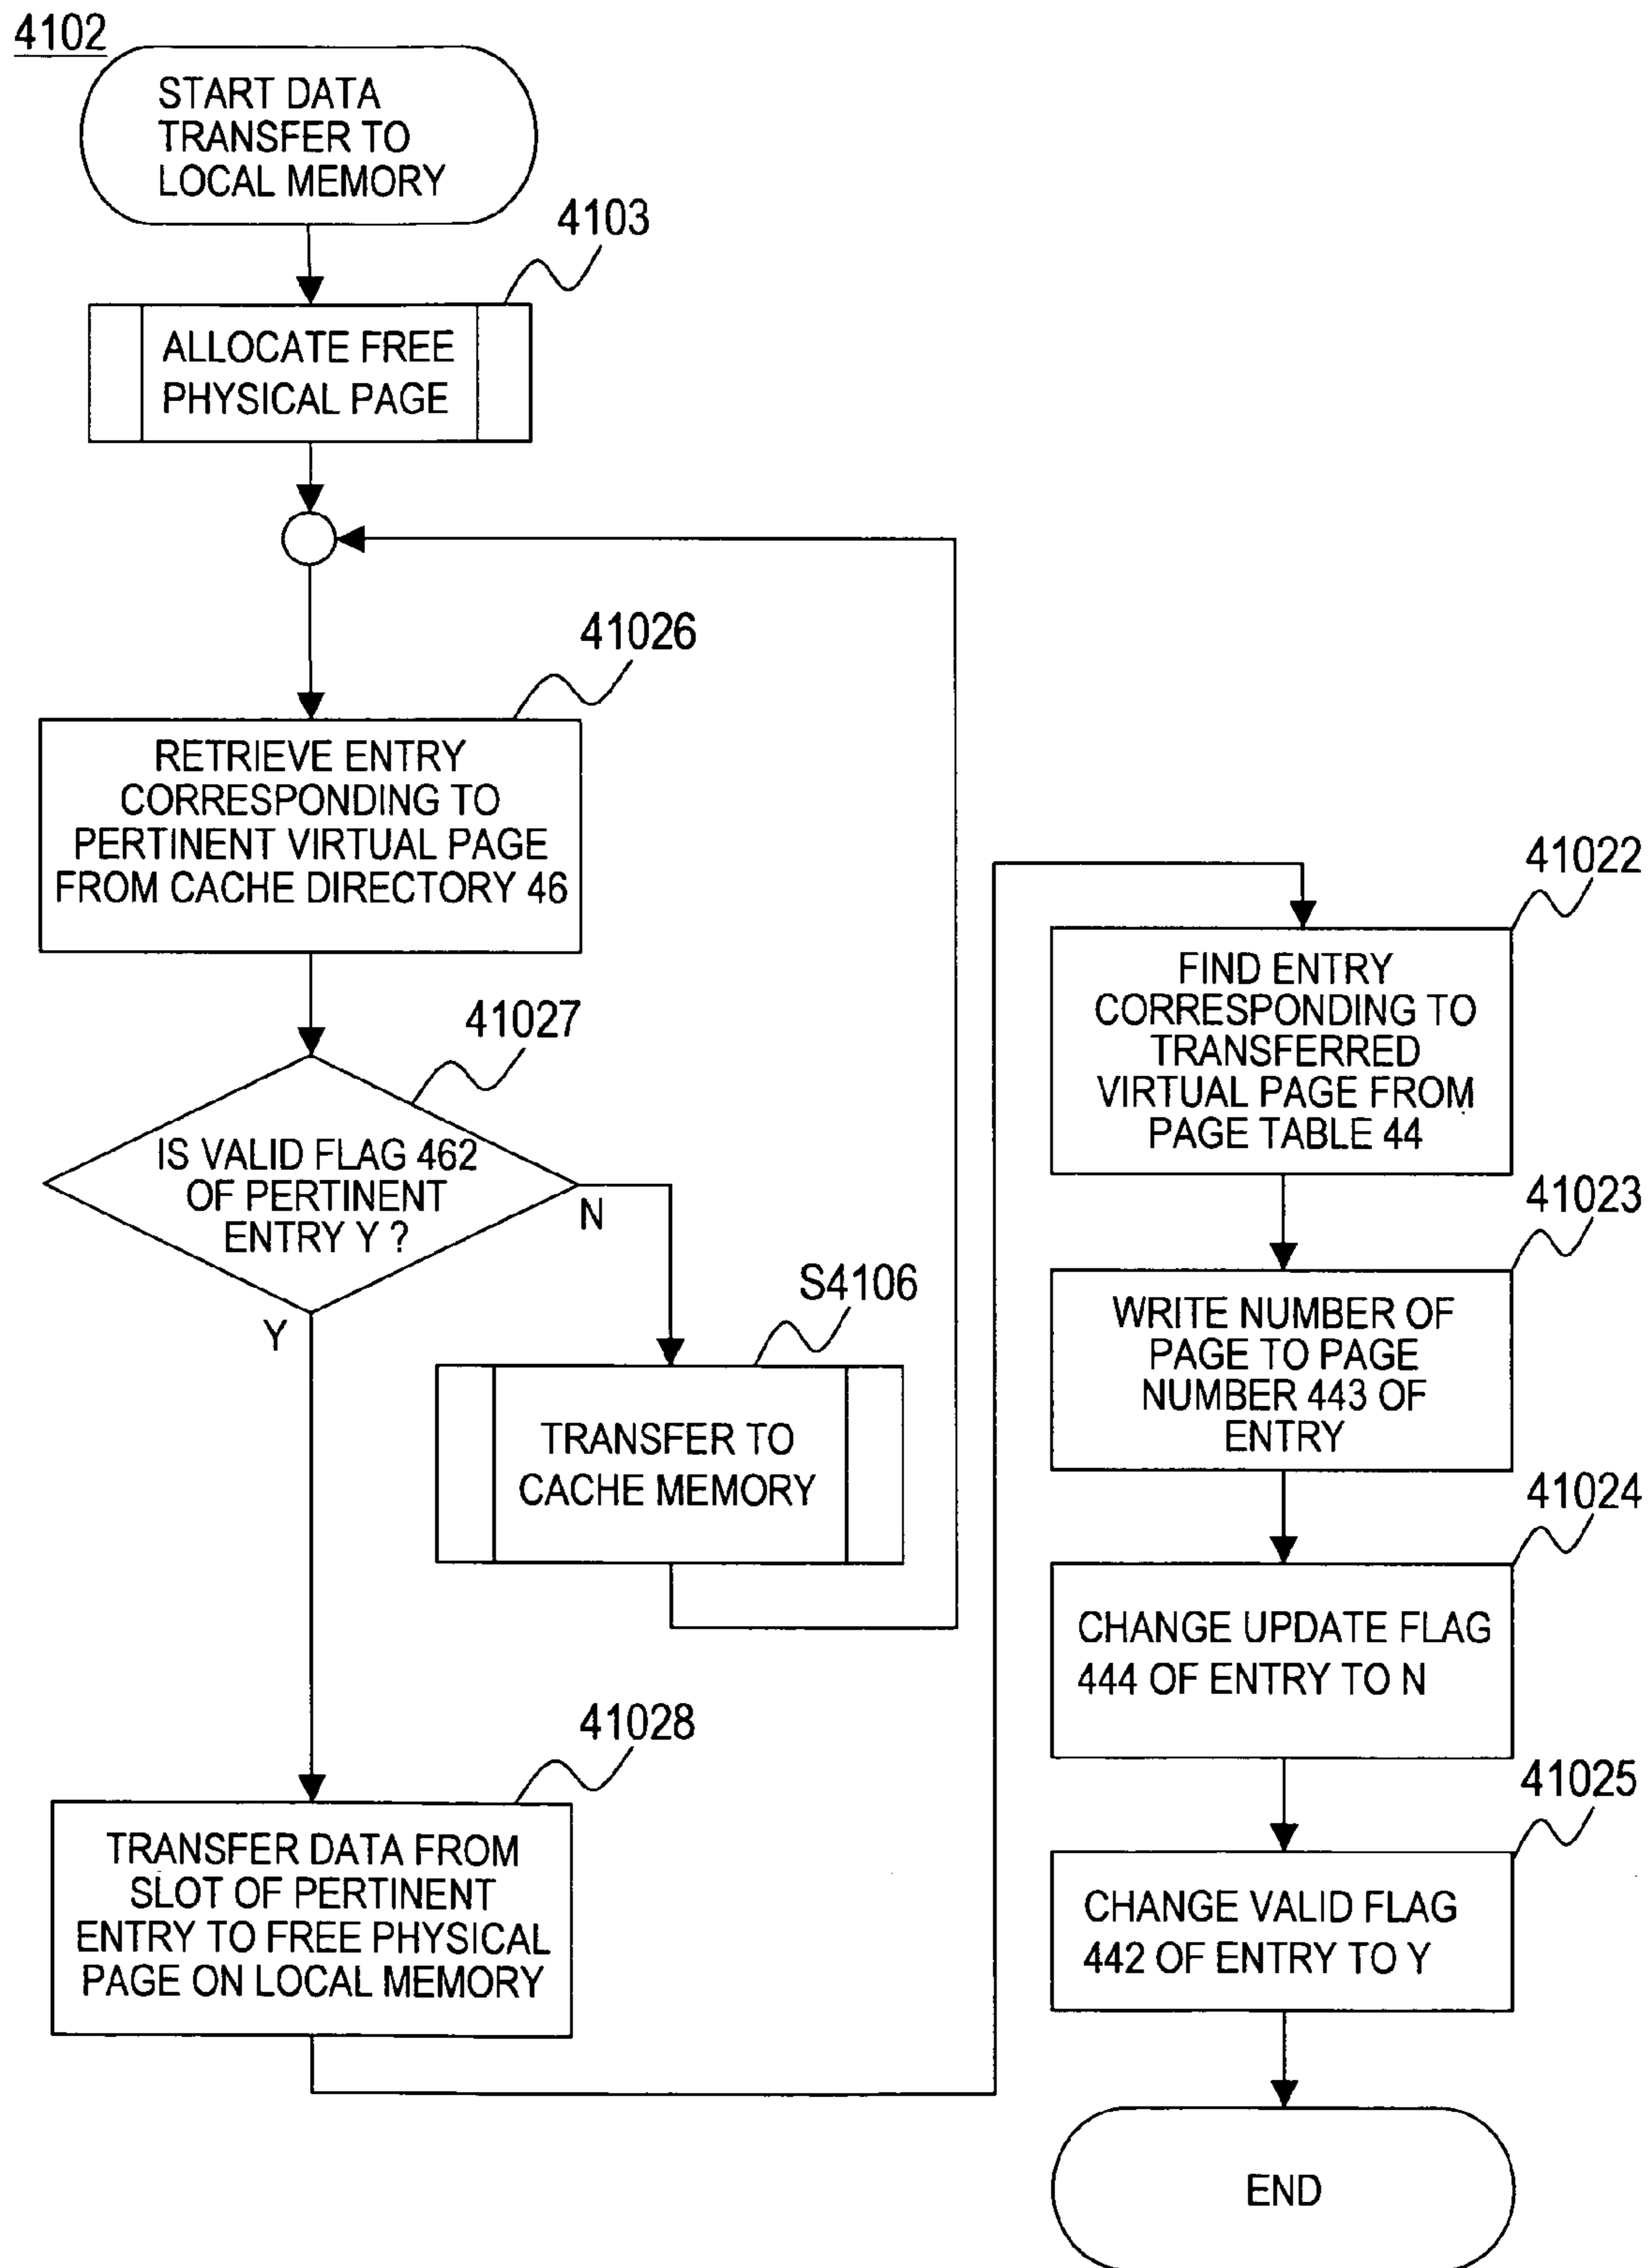 4102
START DATA
TRANSFER TO
LOCAL MEMORY
4103
ALLOCATE FREE
PHYSICAL PAGE
41026
RETRIEVE ENTRY
CORRESPONDING TO
PERTINENT VIRTUAL PAGE
FROM CACHE DIRECTORY 46
41027
IS VALID FLAG 462
OF PERTINENT
ENTRY Y ?
N
Y
S4106
TRANSFER TO
CACHE MEMORY
41028
TRANSFER DATA FROM
SLOT OF PERTINENT
ENTRY TO FREE PHYSICAL
PAGE ON LOCAL MEMORY
41022
FIND ENTRY
CORRESPONDING TO
TRANSFERRED
VIRTUAL PAGE FROM
PAGE TABLE 44
41023
WRITE NUMBER OF
PAGE TO PAGE
NUMBER 443 OF
ENTRY
41024
CHANGE UPDATE FLAG
444 OF ENTRY TO N
41025
CHANGE VALID FLAG
442 OF ENTRY TO Y
END